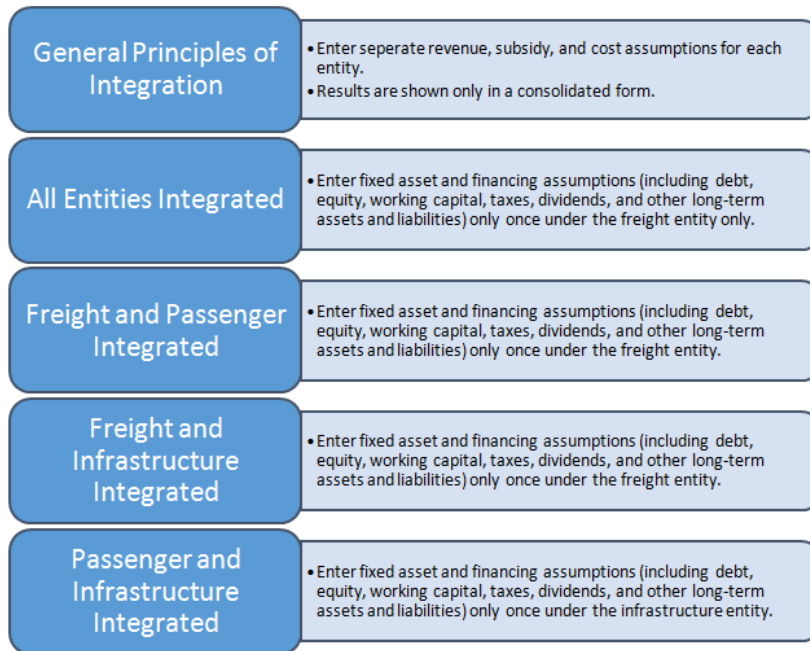 General Principles of
Integration
• Enter seperate revenue, subsidy, and cost assumptions for each
entity.
• Results are shown only in a consolidated form.
All Entities Integrated
• Enter fixed asset and financing assumptions (including debt,
equity, working capital, taxes, dividends, and other long-term
assets and liabilities) only once under the freight entity only.
Freight and Passenger
Integrated
• Enter fixed asset and financing assumptions (including debt,
equity, working capital, taxes, dividends, and other long-term
assets and liabilities) only once under the freight entity.
Freight and
Infrastructure
Integrated
• Enter fixed asset and financing assumptions (including debt,
equity, working capital, taxes, dividends, and other long-term
assets and liabilities) only once under the freight entity.
Passenger and
Infrastructure
Integrated
• Enter fixed asset and financing assumptions (including debt,
equity, working capital, taxes, dividends, and other long-term
assets and liabilities) only once under the infrastructure entity.